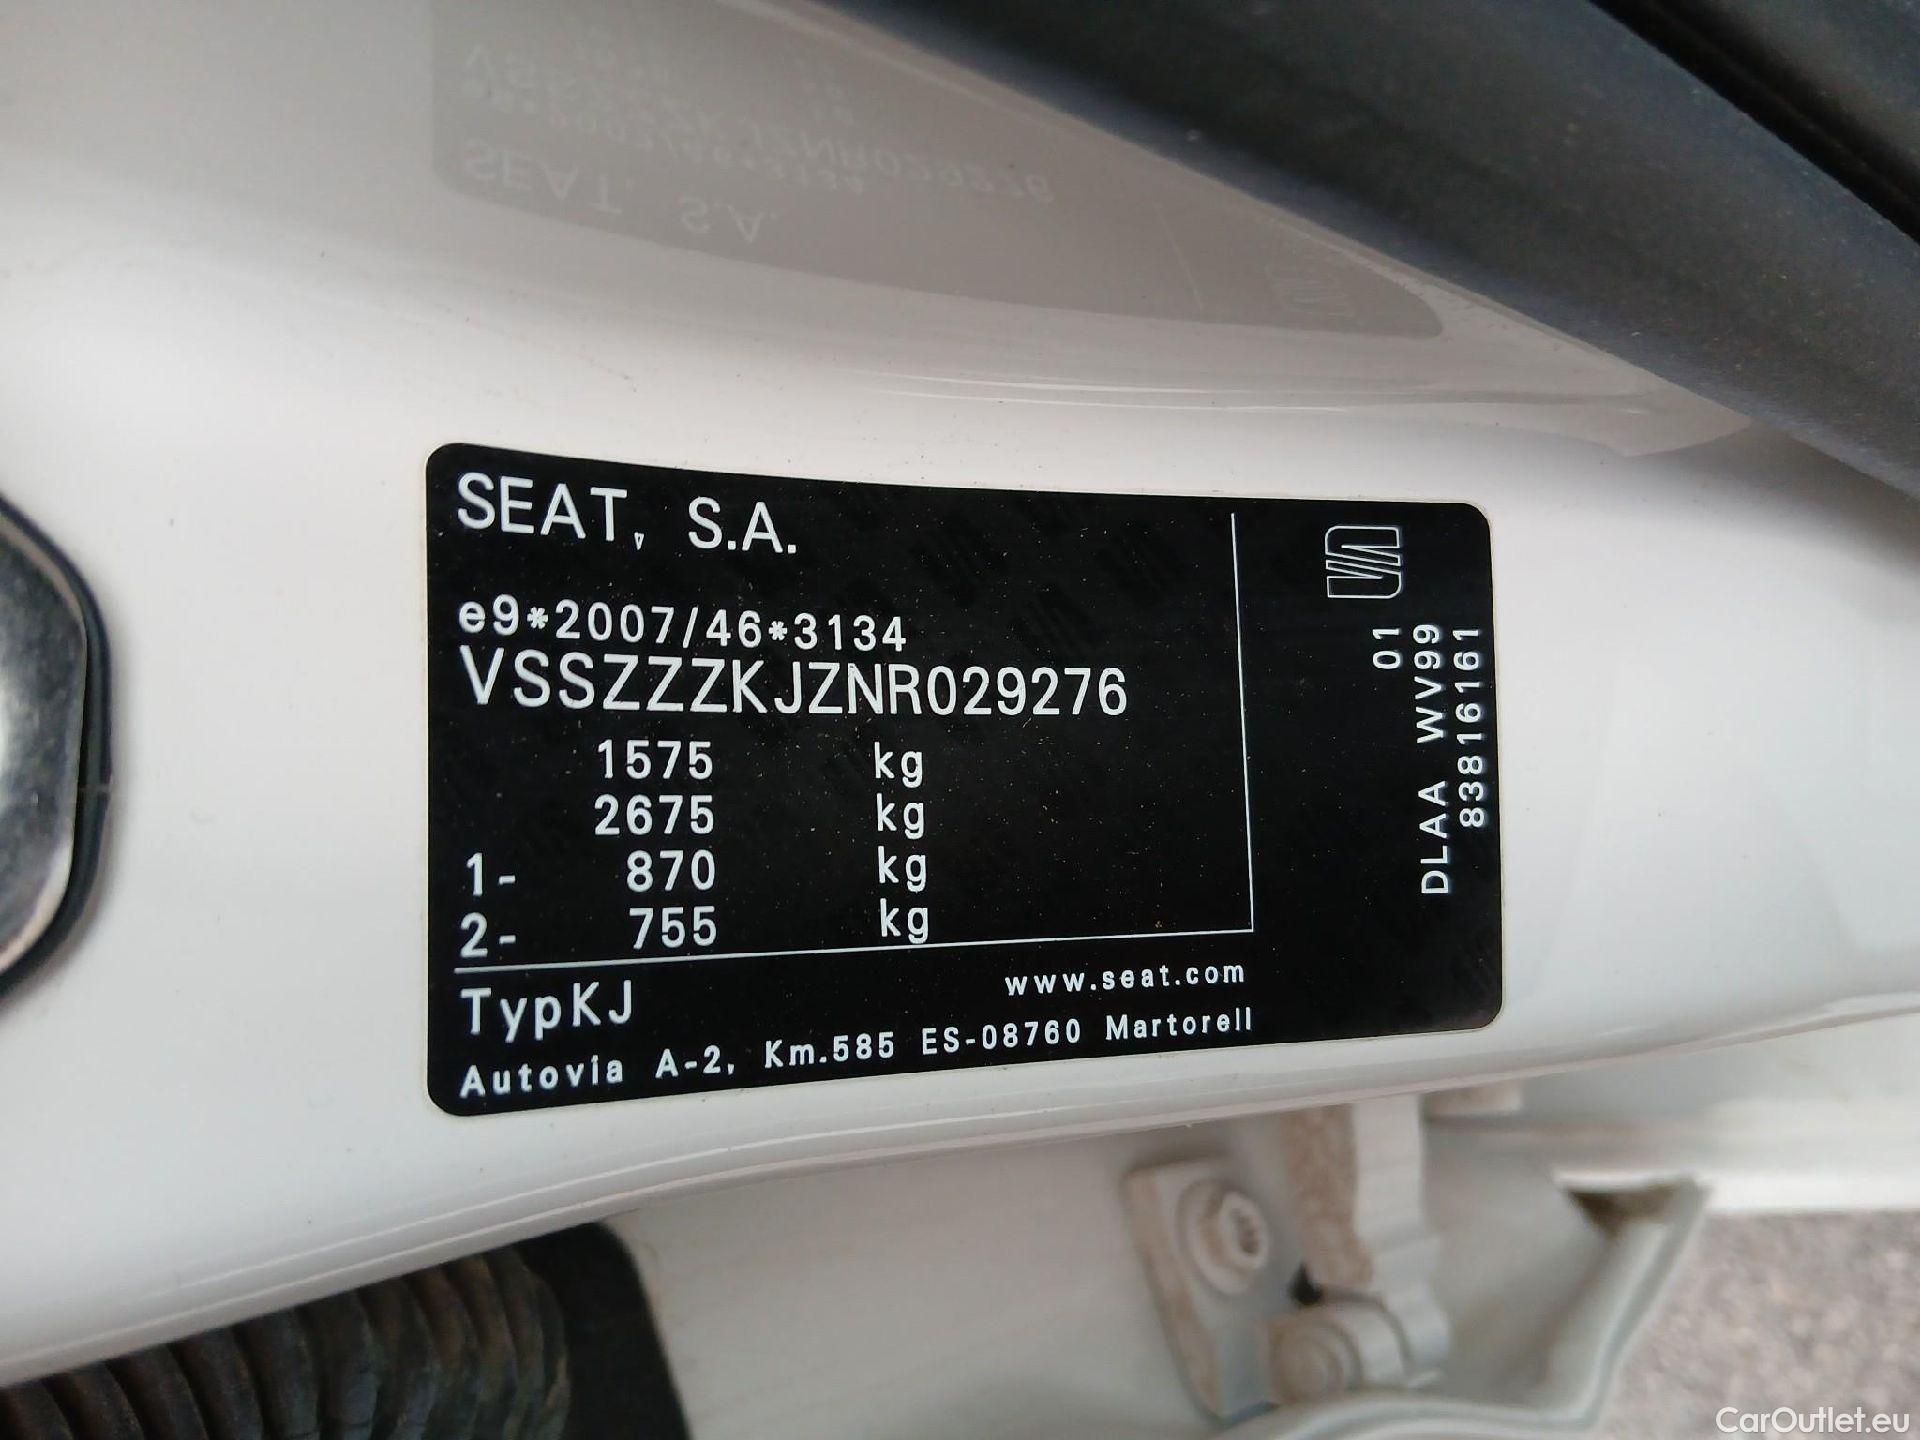 SEAT, S.A.
e9*2007/46*3134
VSSZZZKJZNR029276
1575 kg
2675 kg
1- 870 kg
2- 755 kg
TypKJ
www.seat.com
Autovia A-2, Km.585 ES-08760 Martorell
01
DLAA WV99
83816161
CarOutlet.eu